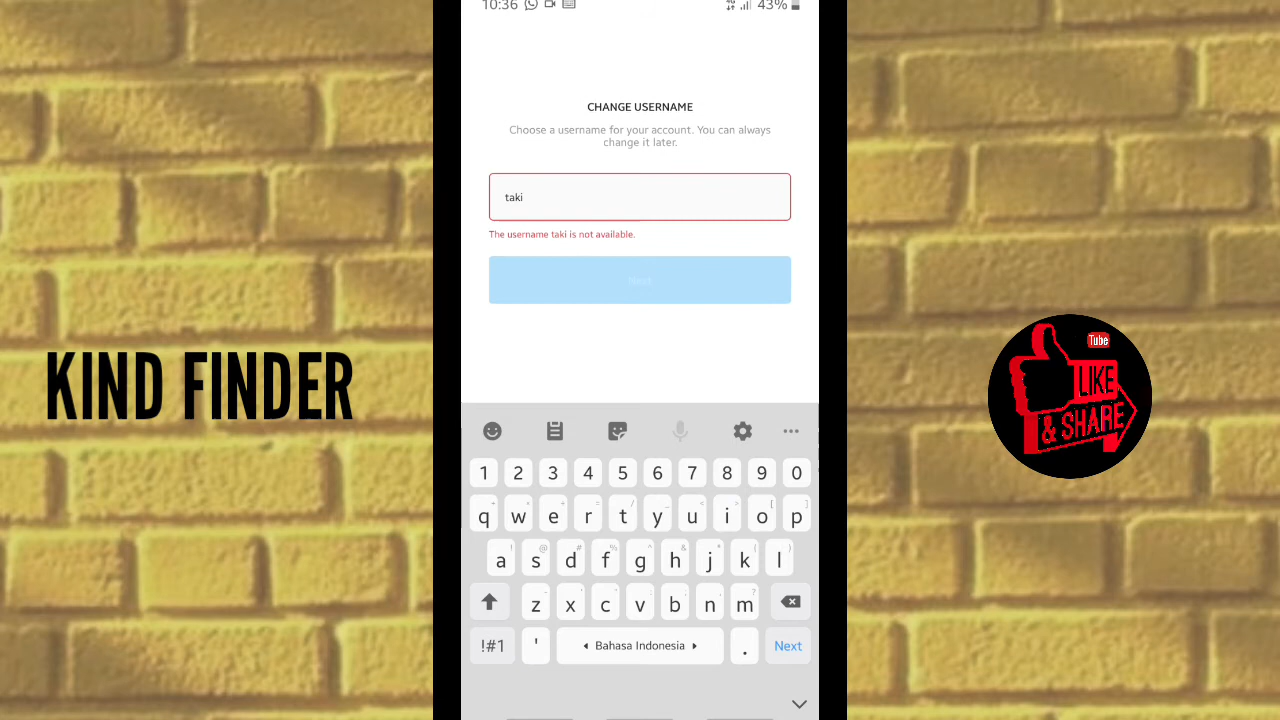 10:36
43%
CHANGE USERNAME
Choose a username for your account. You can always
change it later.
taki
The username taki is not available.
Next
KIND FINDER
Tube
LIKE
& SHARE
1 2 3 4 5 6 7 8 9 0
q w e r t y u i o p
a s d f g h j k l
z x c v b n m
!#1 ' Bahasa Indonesia . Next